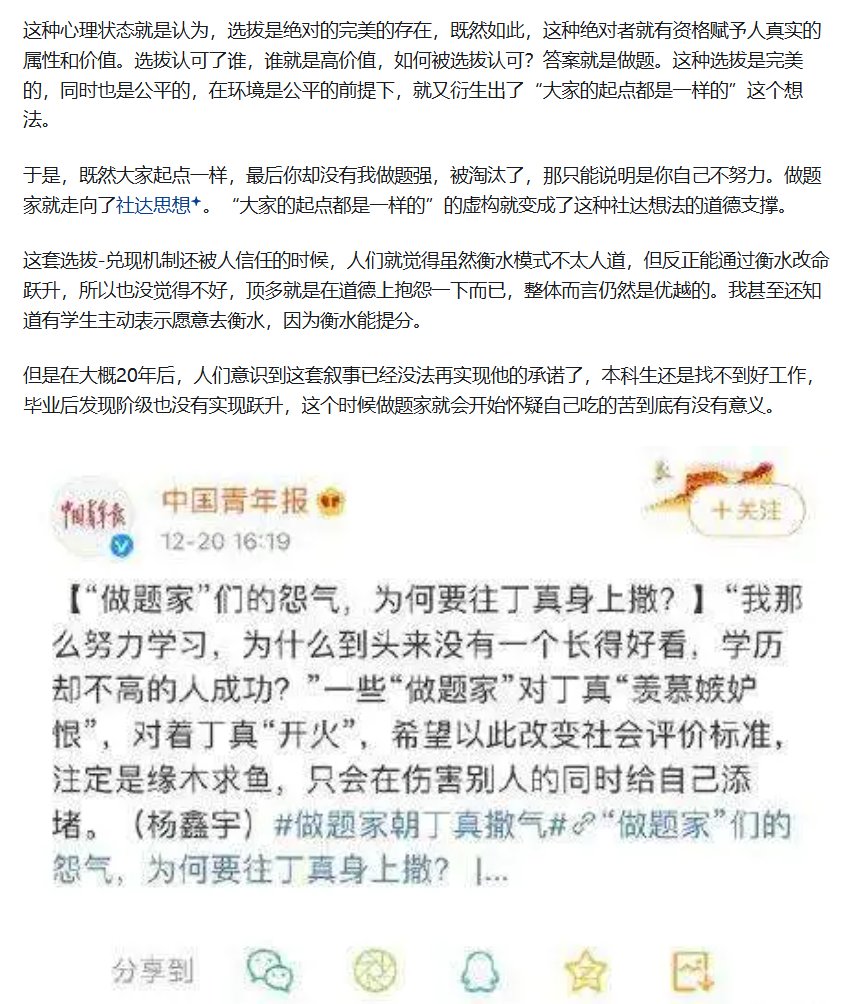 这种心理状态就是认为，选拔是绝对的完美的存在，既然如此，这种绝对者就有资格赋予人真实的
属性和价值。选拔认可了谁，谁就是高价值，如何被选拔认可？答案就是做题。这种选拔是完美
的，同时也是公平的，在环境是公平的前提下，就又衍生出了“大家的起点都是一样的”这个想
法。
于是，既然大家起点一样，最后你却没有我做题强，被淘汰了，那只能说明是你自己不努力。做题
家就走向了社达思想。“大家的起点都是一样的”的虚构就变成了这种社达想法的道德支撑。
这套选拔-兑现机制还被人信任的时候，人们就觉得虽然衡水模式不太人道，但反正能通过衡水改命
跃升，所以也没觉得不好，顶多就是在道德上抱怨一下而已，整体而言仍然是优越的。我甚至还知
道有学生主动表示愿意去衡水，因为衡水能提分。
但是在大概20年后，人们意识到这套叙事已经没法再实现他的承诺了，本科生还是找不到好工作，
毕业后发现阶级也没有实现跃升，这个时候做题家就会开始怀疑自己吃的苦到底有没有意义。
中国青年报
中国青年报
12-20 16:19
+关注
【“做题家”们的怨气，为何要往丁真身上撒？】“我那
么努力学习，为什么到头来没有一个长得好看，学历
却不高的人成功？”一些“做题家”对丁真“羡慕嫉妒
恨”，对着丁真“开火”，希望以此改变社会评价标准，
注定是缘木求鱼，只会在伤害别人的同时给自己添
堵。（杨鑫宇）#做题家朝丁真撒气#“做题家”们的
怨气，为何要往丁真身上撒？ |...
分享到